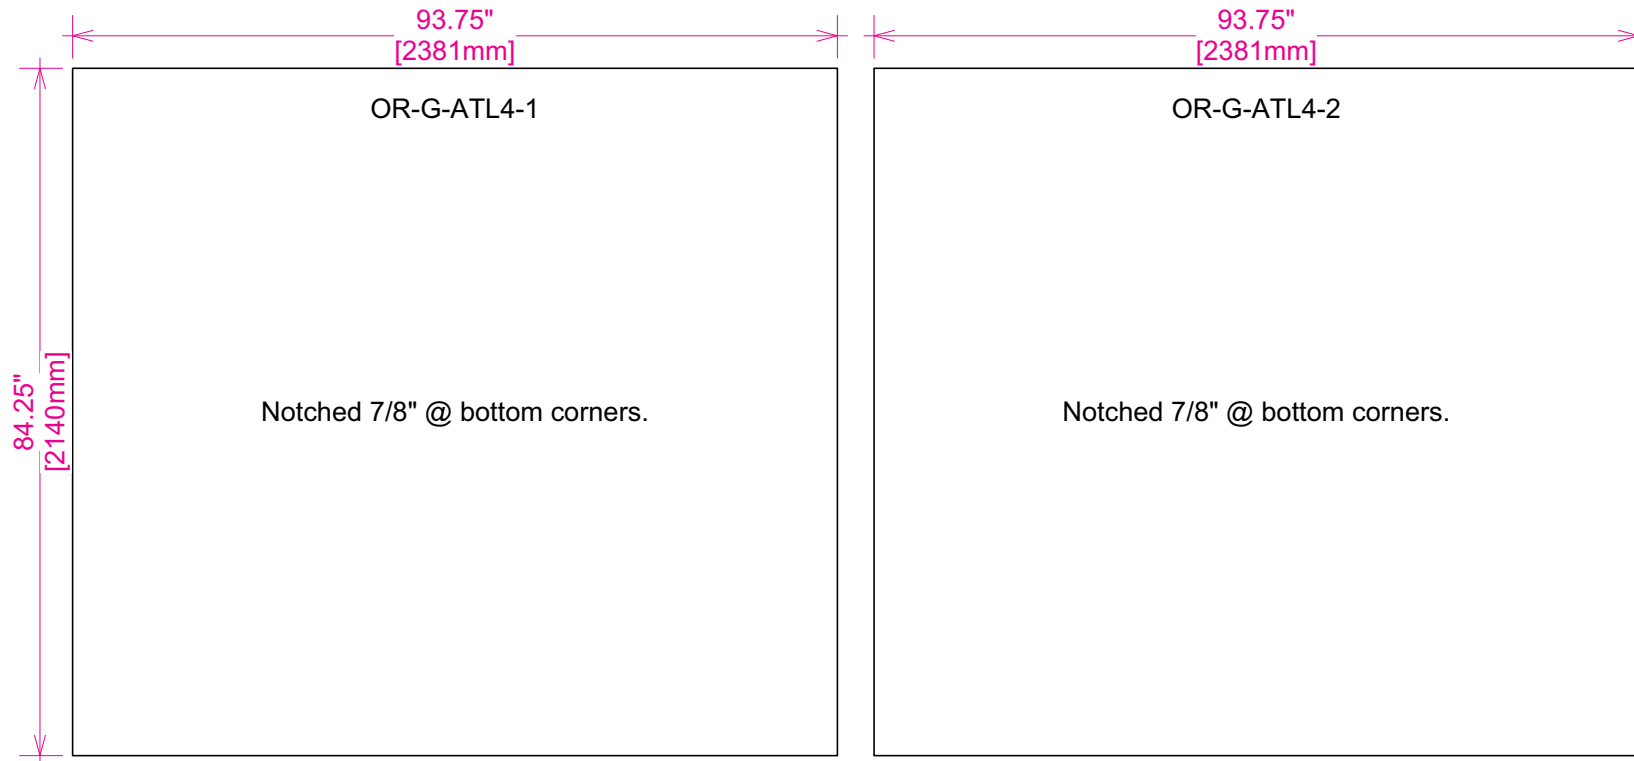 93.75"
[2381mm]
93.75"
[2381mm]
OR-G-ATL4-1
OR-G-ATL4-2
84.25"
[2140mm]
Notched 7/8" @ bottom corners.
Notched 7/8" @ bottom corners.